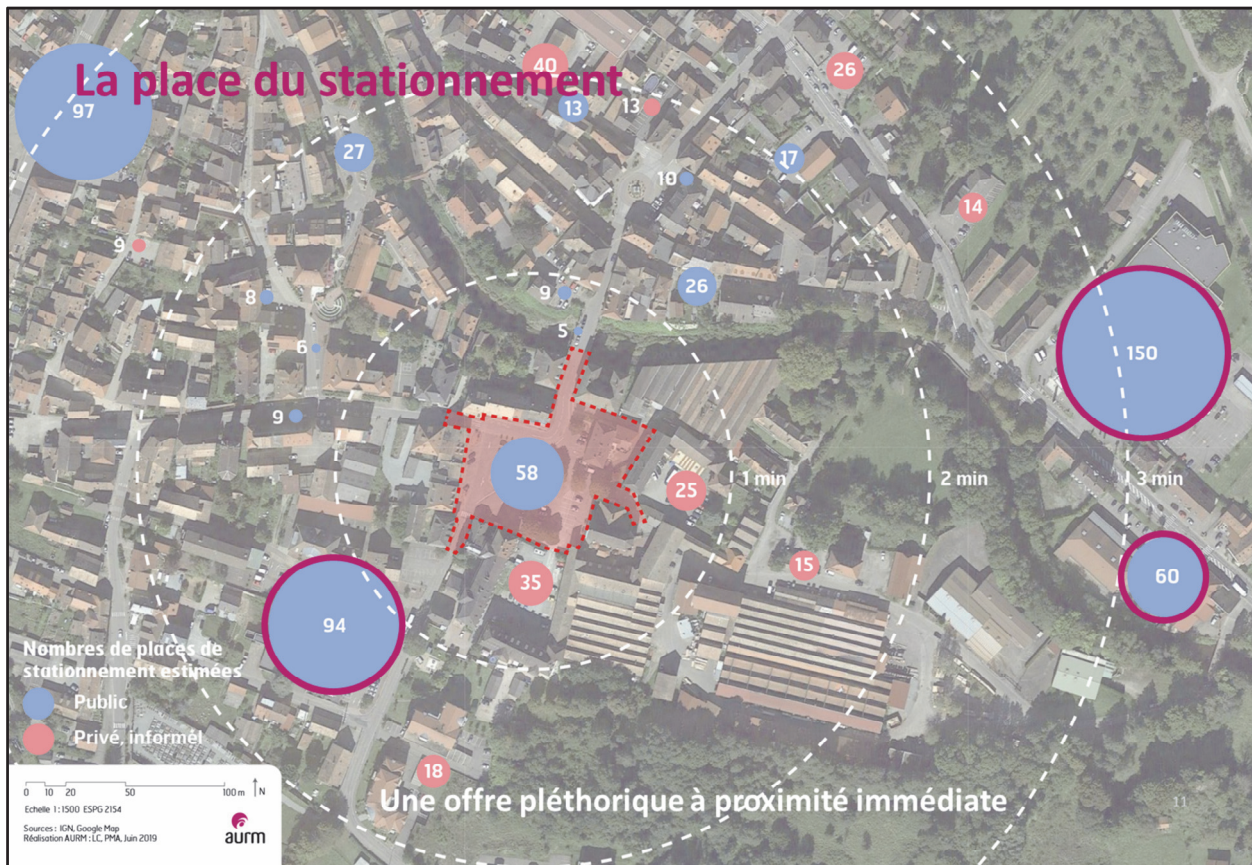 La place du stationnement
97
40
26
13
13
27
17
10
14
9
8
9
26
5
6
150
9
58
25
1 min
2 min
3 min
15
60
35
94
Nombres de places de
stationnement estimées
Public
Privé, informel
18
Une offre pléthorique à proximité immédiate
11
0 10 20 50 100 m N
Echelle 1:1500 ESPG 2154
Sources : IGN, Google Map
Réalisation AURM : LC, PMA, Juin 2019
aurm